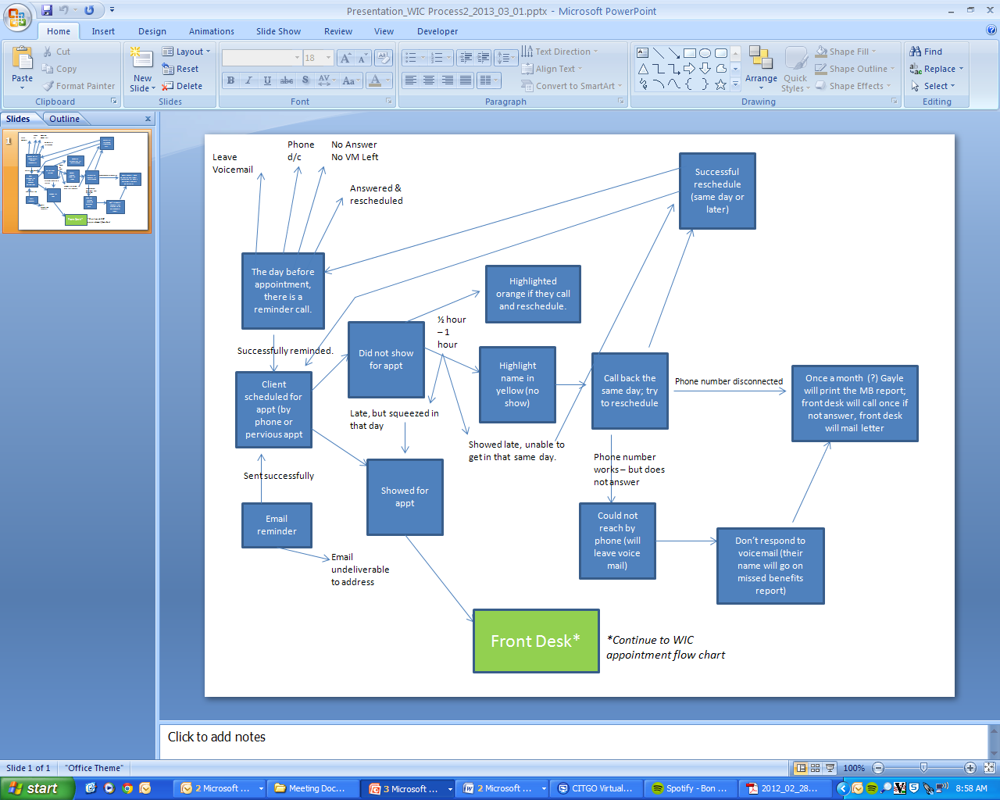 Presentation_WIC Process2_2013_03_01.pptx - Microsoft PowerPoint
Home Insert Design Animations Slide Show Review View Developer
Paste
Cut
Copy
Format Painter
Clipboard
New
Slide
Layout
Reset
Delete
Slides
18
B I U abc S AV Aa A
Font
Text Direction
Align Text
Convert to SmartArt
Paragraph
Arrange
Quick
Styles
Shape Fill
Shape Outline
Shape Effects
Drawing
Find
Replace
Select
Editing
Slides Outline x
1
Leave
Voicemail
Phone
d/c
No Answer
No VM Left
Answered &
rescheduled
Successful
reschedule
(same day or
later)
The day before
appointment,
there is a
reminder call.
Highlighted
orange if they call
and reschedule.
½ hour
– 1
hour
Successfully reminded.
Did not show
for appt
Highlight
name in
yellow (no
show)
Call back the
same day; try
to reschedule
Phone number disconnected
Once a month (?) Gayle
will print the MB report;
front desk will call once if
not answer, front desk
will mail letter
Client
scheduled for
appt (by
phone or
pervious appt
Late, but squeezed in
that day
Showed late, unable to
get in that same day.
Phone number
works – but does
not answer
Sent successfully
Showed for
appt
Email
reminder
Could not
reach by
phone (will
leave voice
mail)
Don't respond to
voicemail (their
name will go on
missed benefits
report)
Email
undeliverable
to address
Front Desk*
*Continue to WIC
appointment flow chart
Click to add notes
Slide 1 of 1 "Office Theme" 100%
start 2 Microsoft ... Meeting Doc... 3 Microsoft ... 2 Microsoft ... CITGO Virtual... Spotify - Bon ... 2012_02_28... 8:58 AM